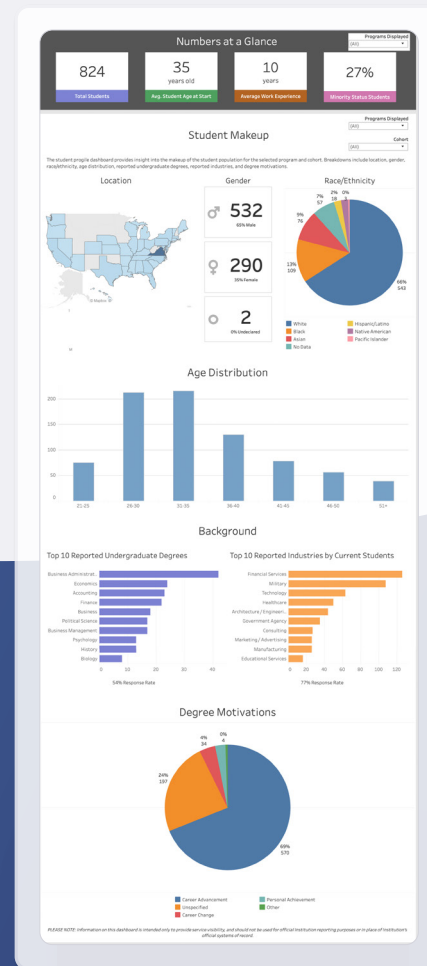 Numbers at a Glance
Programs Displayed
(All)
824
Total Students
35
years old
Avg. Student Age at Start
10
years
Average Work Experience
27%
Minority Status Students
Programs Displayed
(All)
Student Makeup
Cohort
(All)
The student profile dashboard provides insight into the makeup of the student population for the selected program and cohort. Breakdowns include location, gender,
race/ethnicity, age distribution, reported undergraduate degrees, reported industries, and degree motivations.
Location
Gender
532
65% Male
290
35% Female
2
0% Undeclared
Race/Ethnicity
0%
2%
18
7%
57
9%
76
13%
109
66%
543
White
Black
Asian
No Data
Hispanic/Latino
Native American
Pacific Islander
Age Distribution
200
150
100
50
0
21-25
26-30
31-35
36-40
41-45
46-50
51+
Background
Top 10 Reported Undergraduate Degrees
Business Administrat..
Economics
Accounting
Finance
Business
Political Science
Business Management
Psychology
History
Biology
0 10 20 30 40
54% Response Rate
Top 10 Reported Industries by Current Students
Financial Services
Military
Technology
Healthcare
Architecture / Engineeri..
Government Agency
Consulting
Marketing / Advertising
Manufacturing
Educational Services
0 20 40 60 80 100 120
77% Response Rate
Degree Motivations
0%
4
4%
34
24%
197
69%
570
Career Advancement
Unspecified
Career Change
Personal Achievement
Other
PLEASE NOTE: Information on this dashboard is intended only to provide service visibility, and should not be used for official institution reporting purposes or in place of institution's
official systems of record.